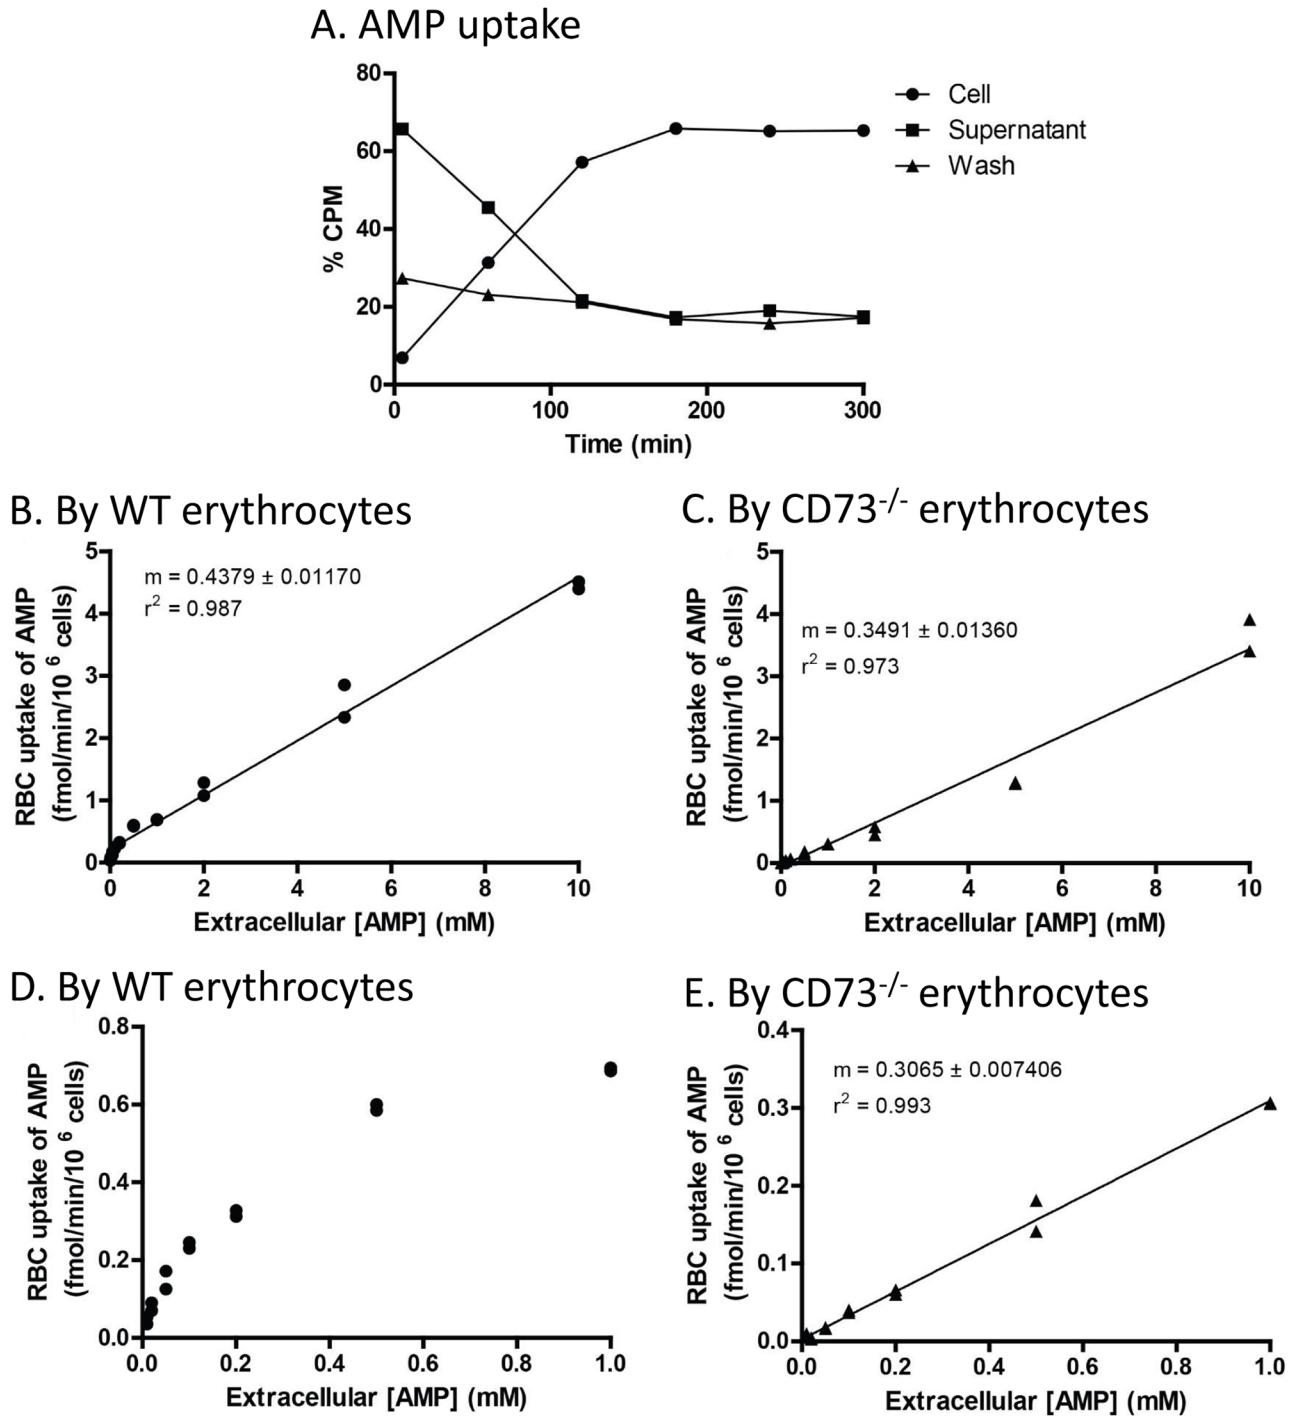 A. AMP uptake
80
60
40
20
0
% CPM
0 100 200 300
Time (min)
Cell
Supernatant
Wash
B. By WT erythrocytes
5
4
3
2
1
0
RBC uptake of AMP
(fmol/min/10 6 cells)
m = 0.4379 ± 0.01170
r2 = 0.987
0 2 4 6 8 10
Extracellular [AMP] (mM)
C. By CD73-/- erythrocytes
5
4
3
2
1
0
RBC uptake of AMP
(fmol/min/10 6 cells)
m = 0.3491 ± 0.01360
r2 = 0.973
0 2 4 6 8 10
Extracellular [AMP] (mM)
D. By WT erythrocytes
0.8
0.6
0.4
0.2
0.0
RBC uptake of AMP
(fmol/min/10 6 cells)
0.0 0.2 0.4 0.6 0.8 1.0
Extracellular [AMP] (mM)
E. By CD73-/- erythrocytes
0.4
0.3
0.2
0.1
0.0
RBC uptake of AMP
(fmol/min/10 6 cells)
m = 0.3065 ± 0.007406
r2 = 0.993
0.0 0.2 0.4 0.6 0.8 1.0
Extracellular [AMP] (mM)